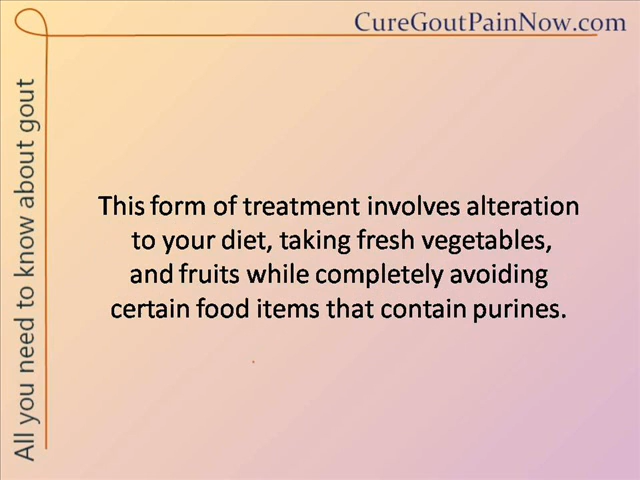 CureGoutPainNow.com
All you need to know about gout
This form of treatment involves alteration
to your diet, taking fresh vegetables,
and fruits while completely avoiding
certain food items that contain purines.